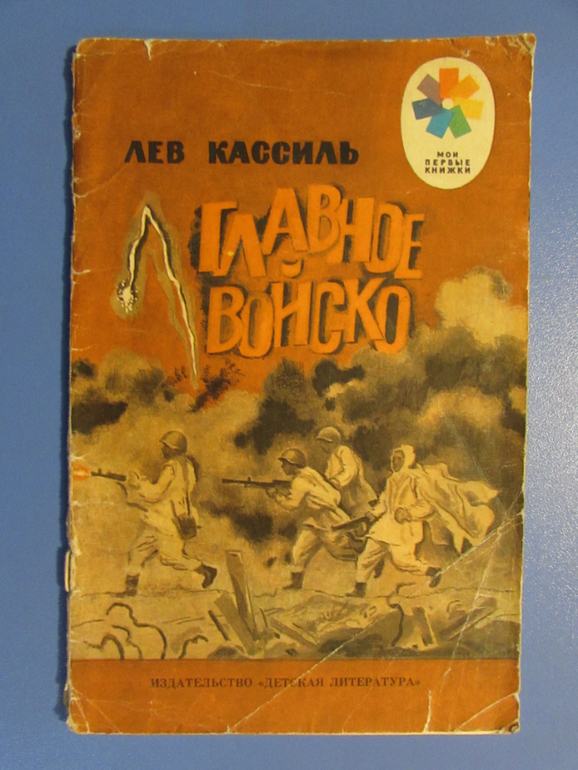 ЛЕВ КАССИЛЬ
МОИ
ПЕРВЫЕ
КНИЖКИ
ГЛАВНОЕ
ВОЙСКО
ИЗДАТЕЛЬСТВО «ДЕТСКАЯ ЛИТЕРАТУРА»